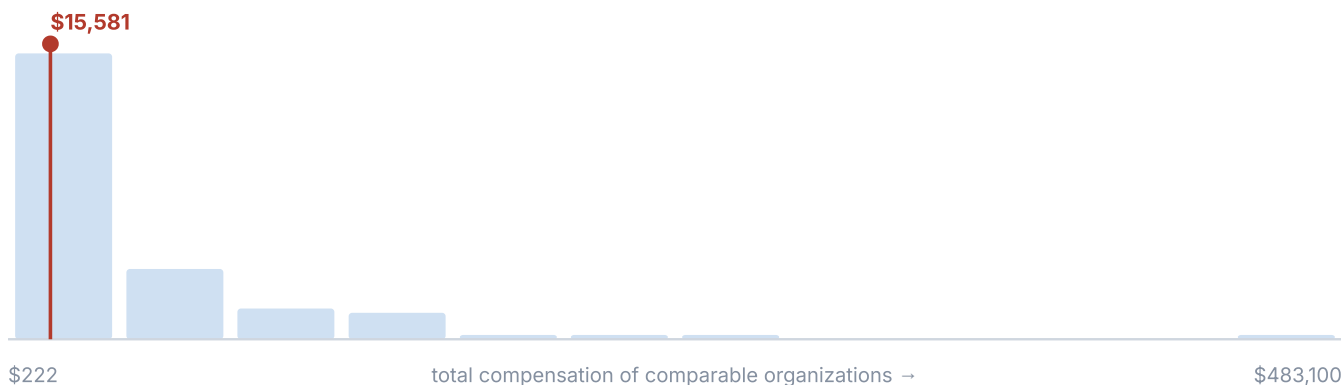 $15,581
$222 total compensation of comparable organizations → $483,100